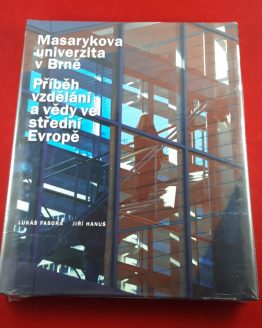 Masarykova
univerzita
v Brně
Příběh
vzdělání
a vědy ve
střední
Evropě
LUKÁŠ FASORA JIŘÍ HANUŠ